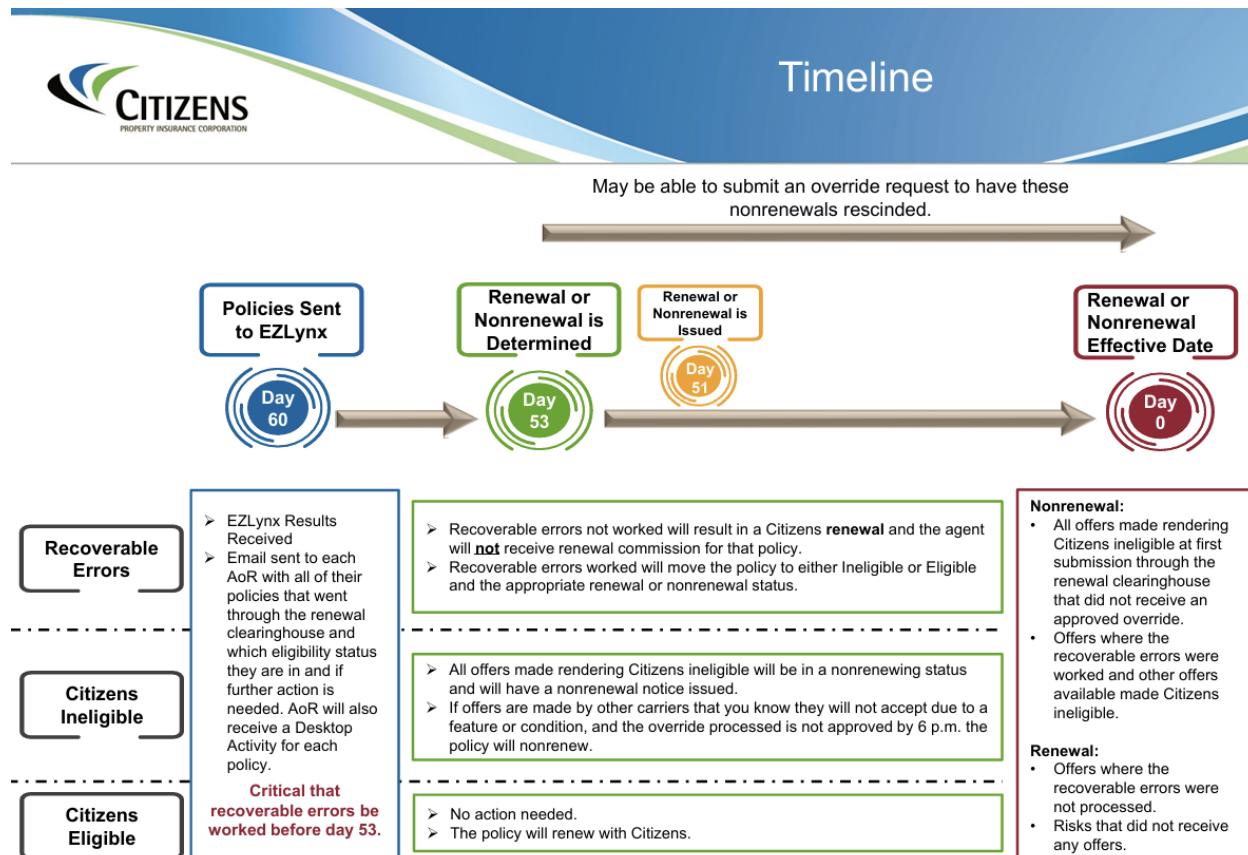 CITIZENS
PROPERTY INSURANCE CORPORATION
Timeline
May be able to submit an override request to have these
nonrenewals rescinded.
Policies Sent
to EZLynx
Renewal or
Nonrenewal is
Determined
Renewal or
Nonrenewal is
Issued
Renewal or
Nonrenewal
Effective Date
Day
60
Day
53
Day
51
Day
0
Recoverable
Errors
Citizens
Ineligible
Citizens
Eligible
➢ EZLynx Results
Received
➢ Email sent to each
AoR with all of their
policies that went
through the renewal
clearinghouse and
which eligibility status
they are in and if
further action is
needed. AoR will also
receive a Desktop
Activity for each
policy.
Critical that
recoverable errors be
worked before day 53.
➢ Recoverable errors not worked will result in a Citizens renewal and the agent
will not receive renewal commission for that policy.
➢ Recoverable errors worked will move the policy to either Ineligible or Eligible
and the appropriate renewal or nonrenewal status.
➢ All offers made rendering Citizens ineligible will be in a nonrenewing status
and will have a nonrenewal notice issued.
➢ If offers are made by other carriers that you know they will not accept due to a
feature or condition, and the override processed is not approved by 6 p.m. the
policy will nonrenew.
➢ No action needed.
➢ The policy will renew with Citizens.
Nonrenewal:
• All offers made rendering
Citizens ineligible at first
submission through the
renewal clearinghouse
that did not receive an
approved override.
• Offers where the
recoverable errors were
worked and other offers
available made Citizens
ineligible.
Renewal:
• Offers where the
recoverable errors were
not processed.
• Risks that did not receive
any offers.